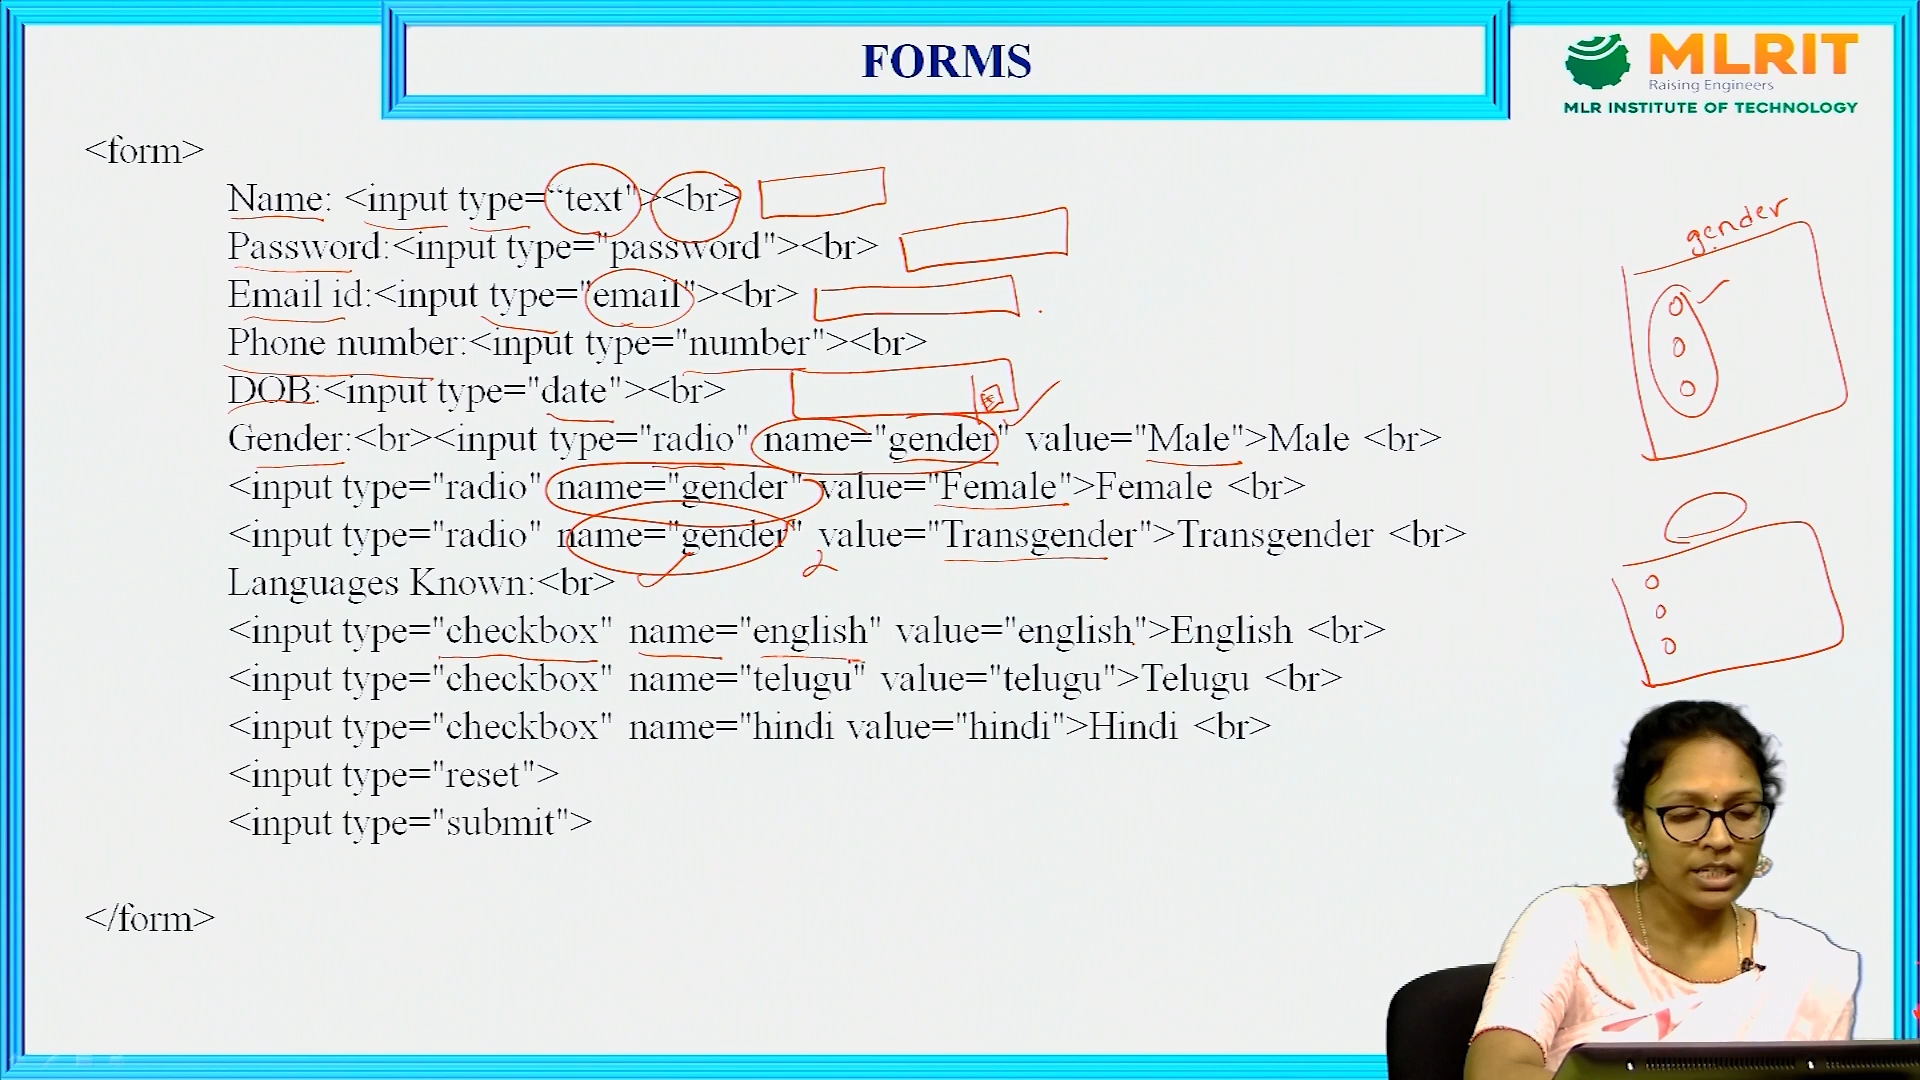 FORMS
MLRIT
Raising Engineers
MLR INSTITUTE OF TECHNOLOGY
<form>
Name: <input type=“text"><br>
Password:<input type="password"><br>
Email id:<input type="email"><br>
Phone number:<input type="number"><br>
DOB:<input type="date"><br>
Gender:<br><input type="radio" name="gender" value="Male">Male <br>
<input type="radio" name="gender" value="Female">Female <br>
<input type="radio" name="gender" value="Transgender">Transgender <br>
Languages Known:<br>
<input type="checkbox" name="english" value="english">English <br>
<input type="checkbox" name="telugu" value="telugu">Telugu <br>
<input type="checkbox" name="hindi value="hindi">Hindi <br>
<input type="reset">
<input type="submit">
</form>
gender
2